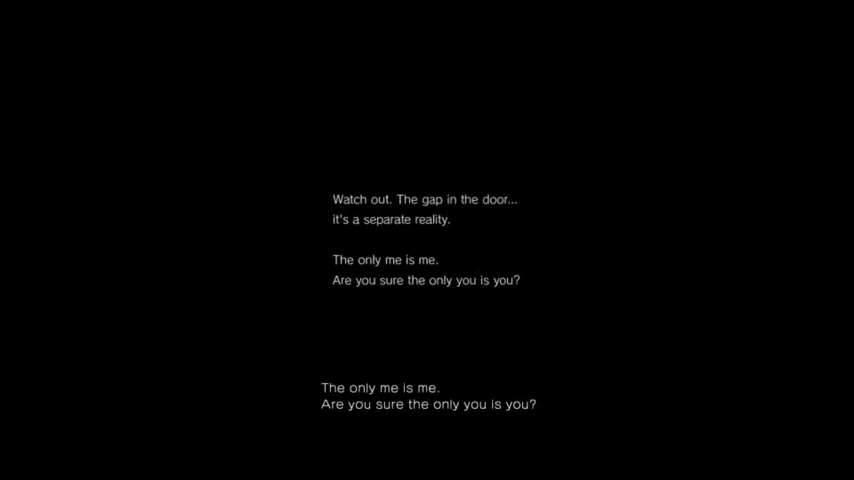 Watch out. The gap in the door...
it's a separate reality.
The only me is me.
Are you sure the only you is you?
The only me is me.
Are you sure the only you is you?